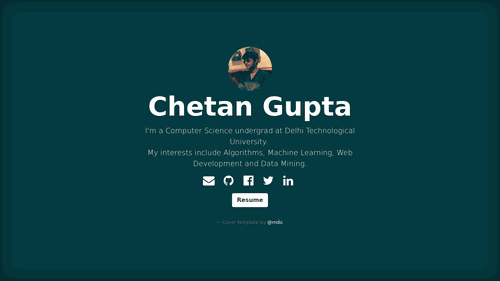 Chetan Gupta
I'm a Computer Science undergrad at Delhi Technological
University.
My interests include Algorithms, Machine Learning, Web
Development and Data Mining.
Resume
— Cover template by @mdo.